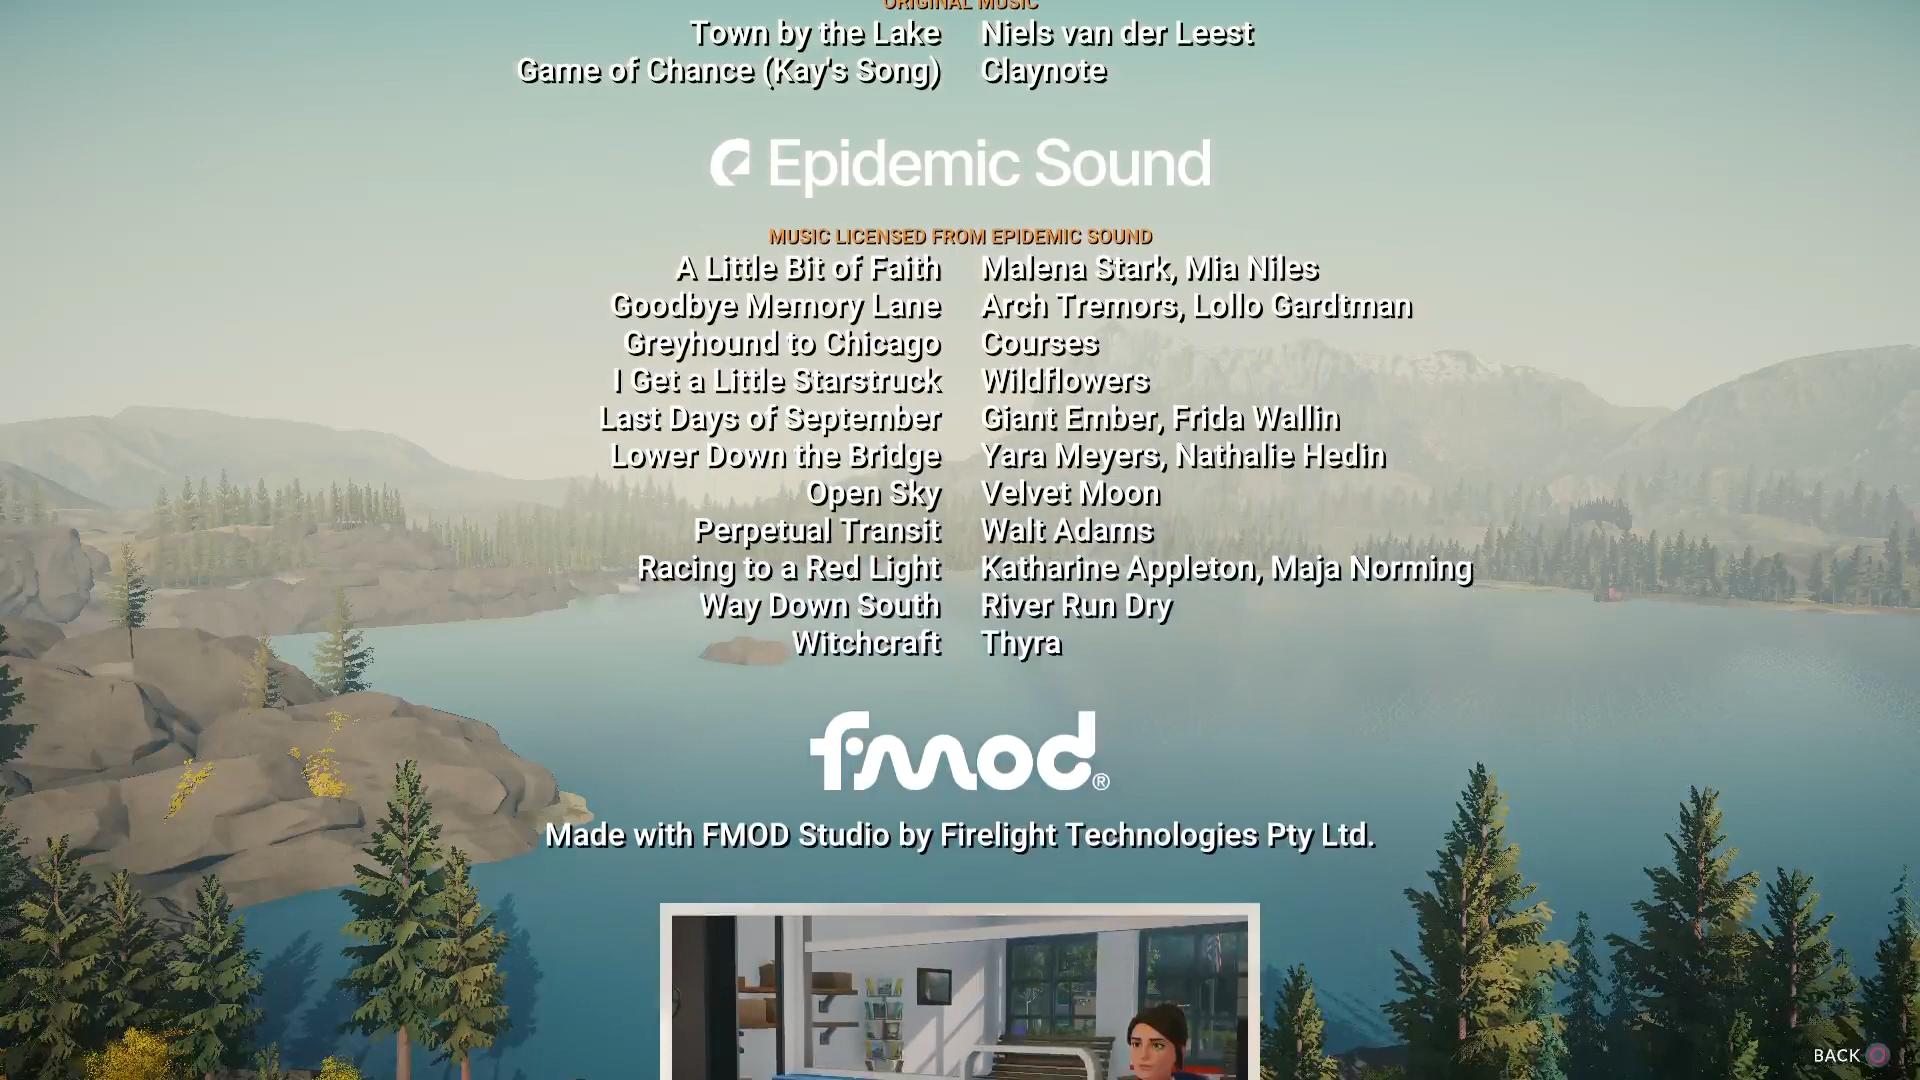 ORIGINAL MUSIC
Town by the Lake Niels van der Leest
Game of Chance (Kay's Song) Claynote
Epidemic Sound
MUSIC LICENSED FROM EPIDEMIC SOUND
A Little Bit of Faith Malena Stark, Mia Niles
Goodbye Memory Lane Arch Tremors, Lollo Gardtman
Greyhound to Chicago Courses
I Get a Little Starstruck Wildflowers
Last Days of September Giant Ember, Frida Wallin
Lower Down the Bridge Yara Meyers, Nathalie Hedin
Open Sky Velvet Moon
Perpetual Transit Walt Adams
Racing to a Red Light Katharine Appleton, Maja Norming
Way Down South River Run Dry
Witchcraft Thyra
fmod®
Made with FMOD Studio by Firelight Technologies Pty Ltd.
BACK